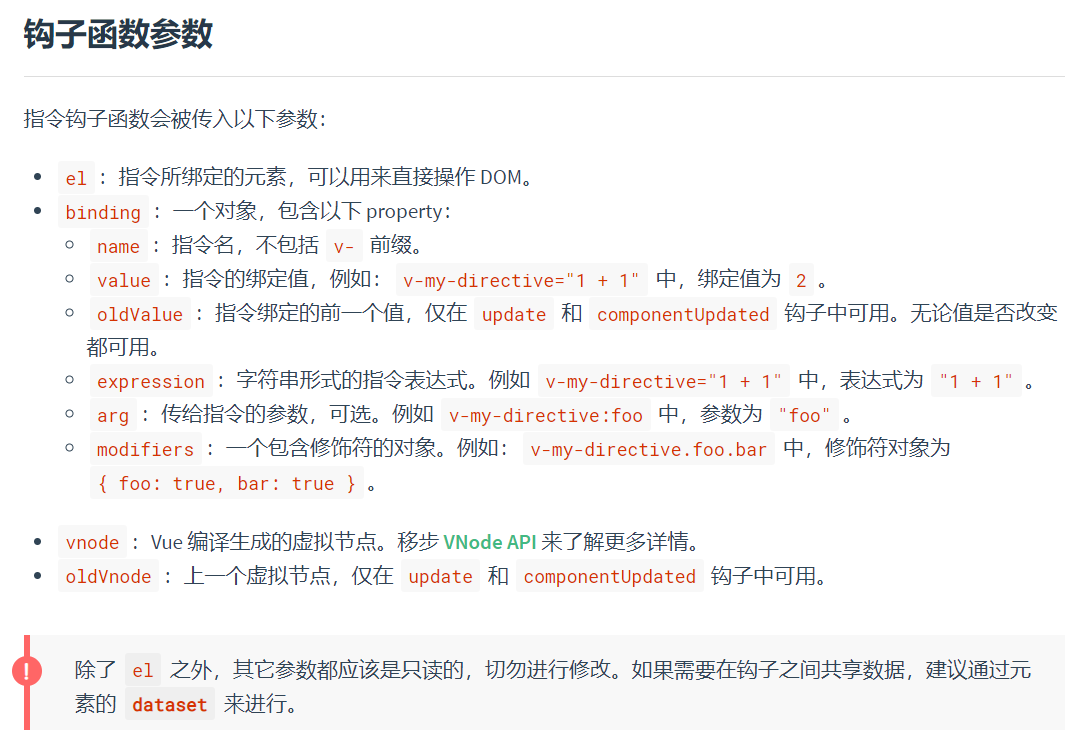 钩子函数参数
指令钩子函数会被传入以下参数：
el：指令所绑定的元素，可以用来直接操作 DOM。
binding：一个对象，包含以下 property：
name：指令名，不包括 v- 前缀。
value：指令的绑定值，例如：v-my-directive="1 + 1" 中，绑定值为 2。
oldValue：指令绑定的前一个值，仅在 update 和 componentUpdated 钩子中可用。无论值是否改变
都可用。
expression：字符串形式的指令表达式。例如 v-my-directive="1 + 1" 中，表达式为 "1 + 1"。
arg：传给指令的参数，可选。例如 v-my-directive:foo 中，参数为 "foo"。
modifiers：一个包含修饰符的对象。例如：v-my-directive.foo.bar 中，修饰符对象为
{ foo: true, bar: true }。
vnode：Vue 编译生成的虚拟节点。移步 VNode API 来了解更多详情。
oldVnode：上一个虚拟节点，仅在 update 和 componentUpdated 钩子中可用。
除了 el 之外，其它参数都应该是只读的，切勿进行修改。如果需要在钩子之间共享数据，建议通过元
素的 dataset 来进行。